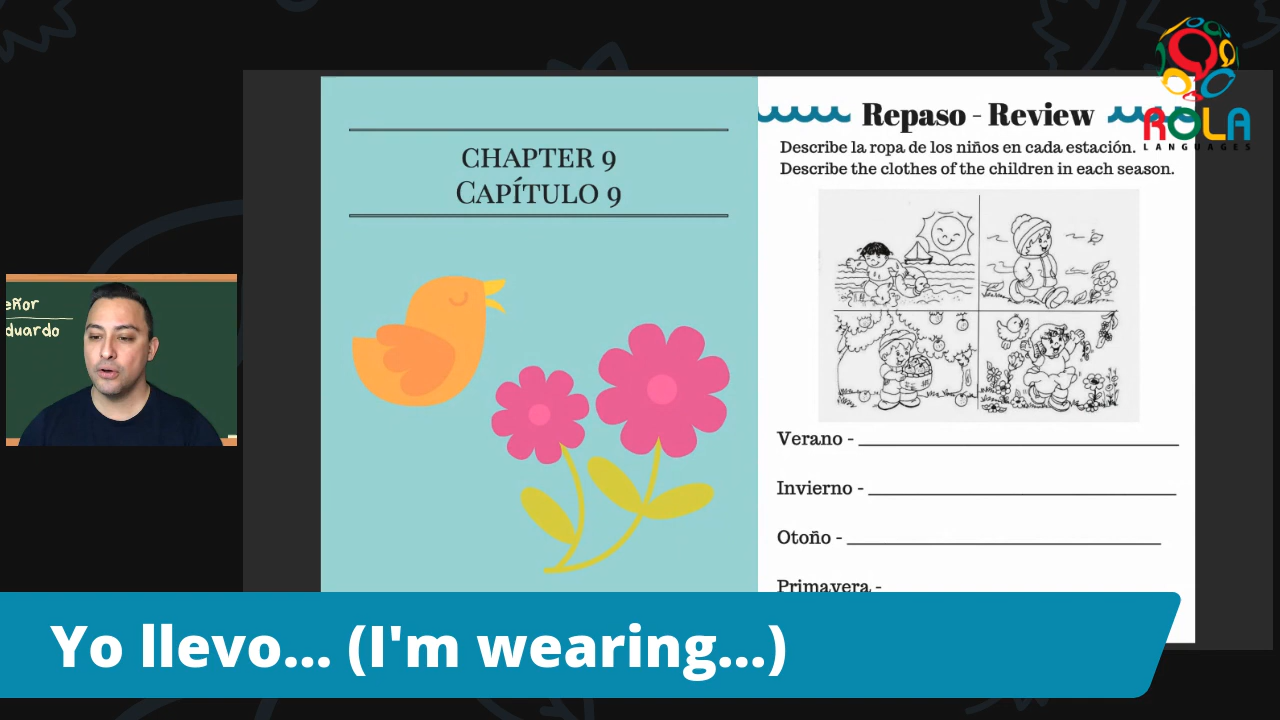 eñor
duardo
CHAPTER 9
CAPÍTULO 9
Repaso - Review
Describe la ropa de los niños en cada estación.
Describe the clothes of the children in each season.
Verano -
Invierno -
Otoño -
Primavera -
ROLA
LANGUAGES
Yo llevo... (I'm wearing...)